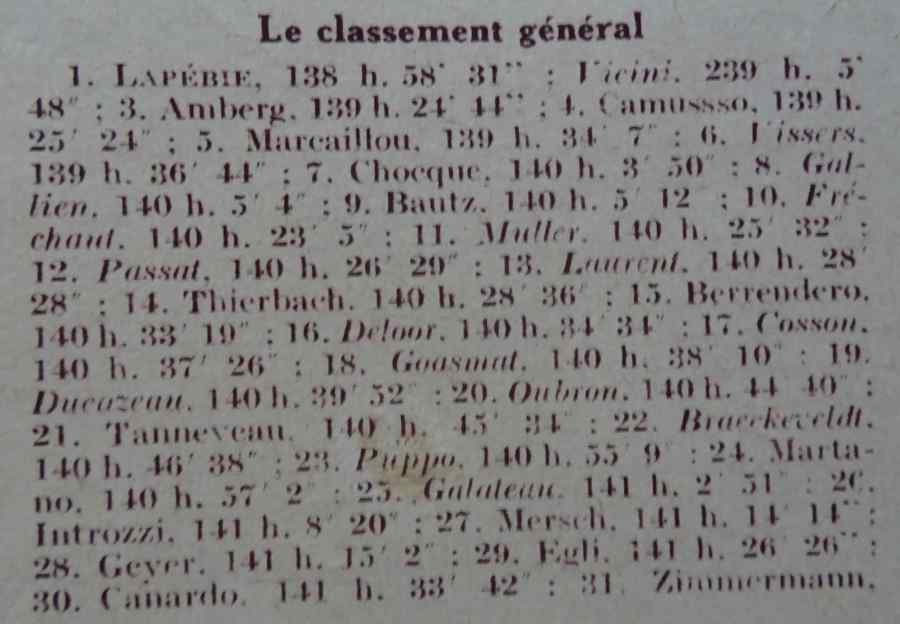 Le classement général
1. LAPÉBIE, 138 h. 58' 31'' ; Vicini, 239 h. 5'
48" ; 3. Amberg, 139 h. 24' 44'' ; 4. Camussso, 139 h.
25' 24" ; 5. Marcaillou, 139 h. 34' 7" ; 6. Vissers,
139 h. 36' 44" ; 7. Chocque, 140 h. 3' 50" ; 8. Gal-
lien, 140 h. 5' 4" ; 9. Bautz, 140 h. 5' 12" ; 10. Fré-
chaut, 140 h. 23' 5" ; 11. Muller, 140 h. 25' 32" ;
12. Passat, 140 h. 26' 29" ; 13. Laurent, 140 h. 28'
28" ; 14. Thierbach, 140 h. 28' 36' ; 15. Berrendero,
140 h. 33' 19" ; 16. Deloor, 140 h. 34' 34" ; 17. Cosson,
140 h. 37' 26" ; 18. Goasmat, 140 h. 38' 10" ; 19.
Ducazeau, 140 h. 39' 52" ; 20. Oubron, 140 h. 44' 40" ;
21. Tanneveau, 140 h. 45' 34" ; 22. Braeckeveldt,
140 h. 46' 38" ; 23. Puppo, 140 h. 55' 9" ; 24. Marta-
no, 140 h. 57' 2" ; 25. Galateau, 141 h. 2' 51" ; 26.
Introzzi, 141 h. 8' 20" ; 27. Mersch, 141 h. 14' 14'' ;
28. Geyer, 141 h. 15' 2" ; 29. Egli, 141 h. 26' 26'' ;
30. Canardo, 141 h. 33' 42" ; 31. Zimmermann,